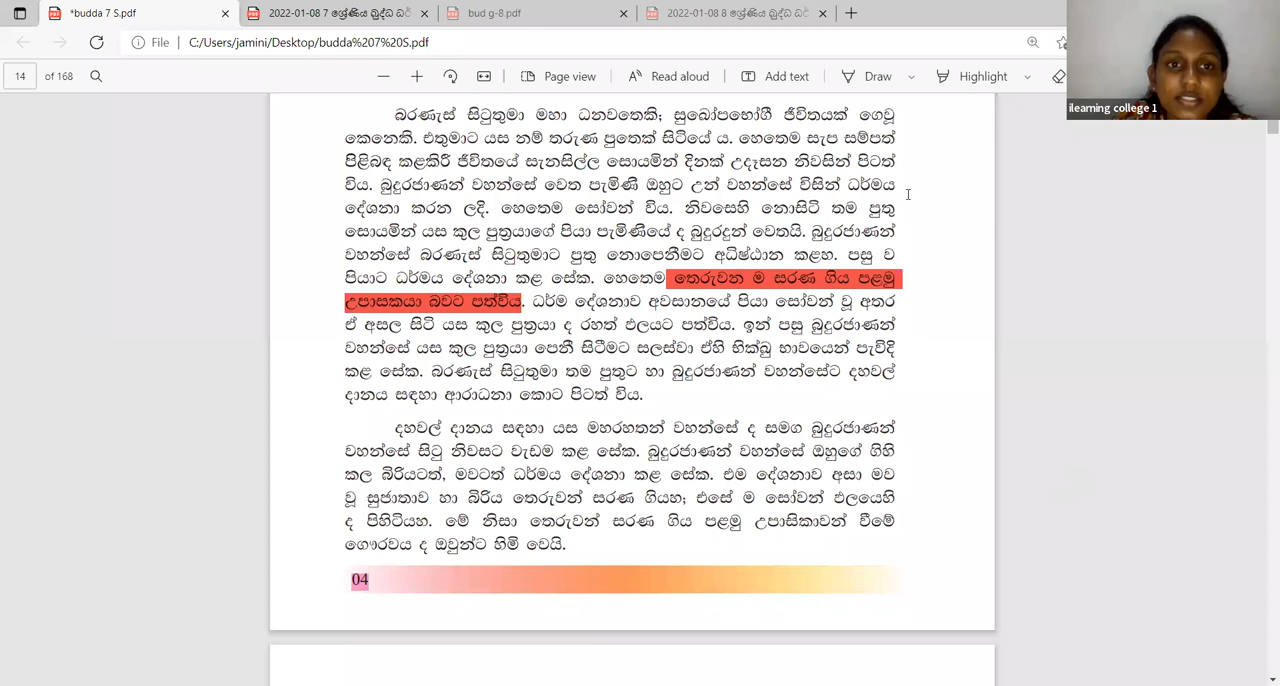 *budda 7 S.pdf
2022-01-08 7 ශ්‍රේණිය බුද්ධ ධර්
bud g-8.pdf
2022-01-08 8 ශ්‍රේණිය බුද්ධ ධර්
File C:/Users/jamini/Desktop/budda%207%20S.pdf
14 of 168 Page view Read aloud Add text Draw Highlight
ilearning college 1
බරණැස් සිටුතුමා මහා ධනවතෙකි; සුඛෝපභෝගී ජීවිතයක් ගෙවූ
කෙනෙකි. එතුමාට යස නම් තරුණ පුතෙක් සිටියේ ය. හෙතෙම සැප සම්පත්
පිළිබඳ කළකිරී ජීවිතයේ සැනසිල්ල සොයමින් දිනක් උදෑසන නිවසින් පිටත්
විය. බුදුරජාණන් වහන්සේ වෙත පැමිණි ඔහුට උන් වහන්සේ විසින් ධර්මය
දේශනා කරන ලදි. හෙතෙම සෝවන් විය. නිවසෙහි නොසිටි තම පුතු
සොයමින් යස කුල පුත්‍රයාගේ පියා පැමිණියේ ද බුදුරදුන් වෙතයි. බුදුරජාණන්
වහන්සේ බරණැස් සිටුතුමාට පුතු නොපෙනීමට අධිෂ්ඨාන කළහ. පසු ව
පියාට ධර්මය දේශනා කළ සේක. හෙතෙම තෙරුවන ම සරණ ගිය පළමු
උපාසකයා බවට පත්විය. ධර්ම දේශනාව අවසානයේ පියා සෝවන් වූ අතර
ඒ අසල සිටි යස කුල පුත්‍රයා ද රහත් ඵලයට පත්විය. ඉන් පසු බුදුරජාණන්
වහන්සේ යස කුල පුත්‍රයා පෙනී සිටීමට සලස්වා ඒහි භික්ඛු භාවයෙන් පැවිදි
කළ සේක. බරණැස් සිටුතුමා තම පුතුට හා බුදුරජාණන් වහන්සේට දහවල්
දානය සඳහා ආරාධනා කොට පිටත් විය.
දහවල් දානය සඳහා යස මහරහතන් වහන්සේ ද සමග බුදුරජාණන්
වහන්සේ සිටු නිවසට වැඩම කළ සේක. බුදුරජාණන් වහන්සේ ඔහුගේ ගිහි
කල බිරියටත්, මවටත් ධර්මය දේශනා කළ සේක. එම දේශනාව අසා මව
වූ සුජාතාව හා බිරිය තෙරුවන් සරණ ගියහ; එසේ ම සෝවන් ඵලයෙහි
ද පිහිටියහ. මේ නිසා තෙරුවන් සරණ ගිය පළමු උපාසිකාවන් වීමේ
ගෞරවය ද ඔවුන්ට හිමි වෙයි.
04